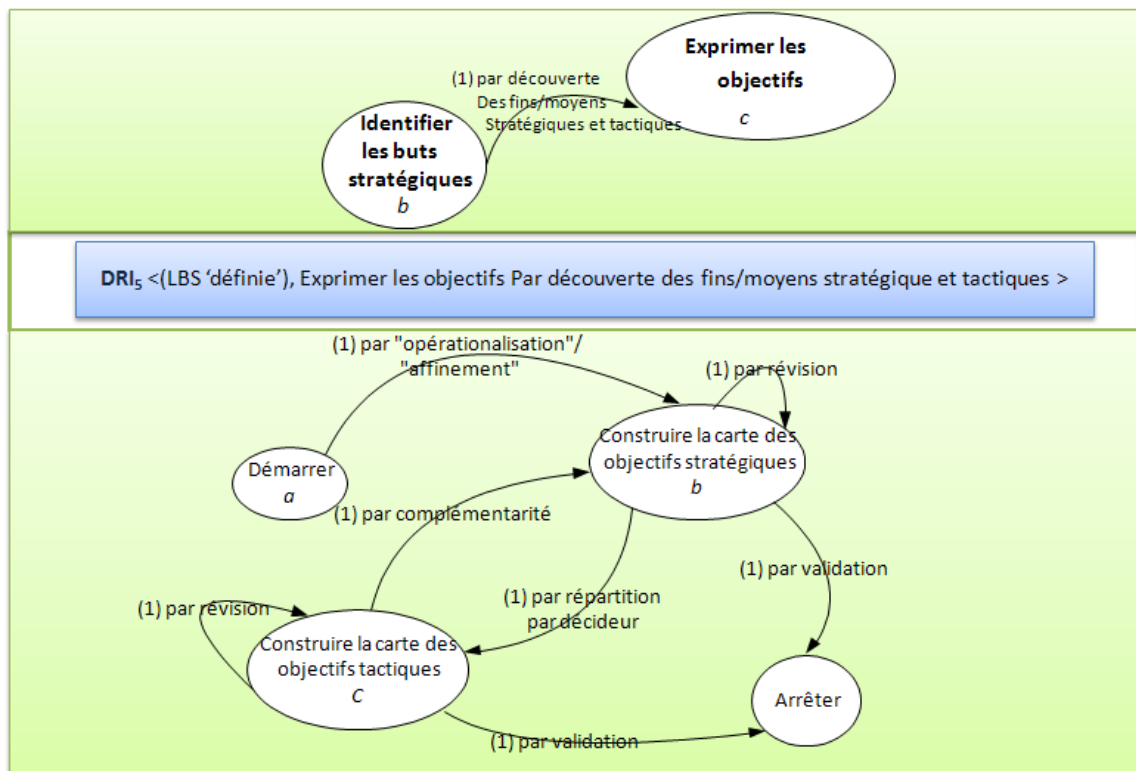 Exprimer les
objectifs
c
(1) par découverte
Des fins/moyens
Stratégiques et tactiques
Identifier
les buts
stratégiques
b
DRI5 <(LBS ‘définie’), Exprimer les objectifs Par découverte des fins/moyens stratégique et tactiques >
(1) par "opérationalisation"/
"affinement"
(1) par révision
Construire la carte des
objectifs stratégiques
b
Démarrer
a
(1) par complémentarité
(1) par validation
(1) par répartition
par décideur
(1) par révision
Construire la carte des
objectifs tactiques
C
Arrêter
(1) par validation